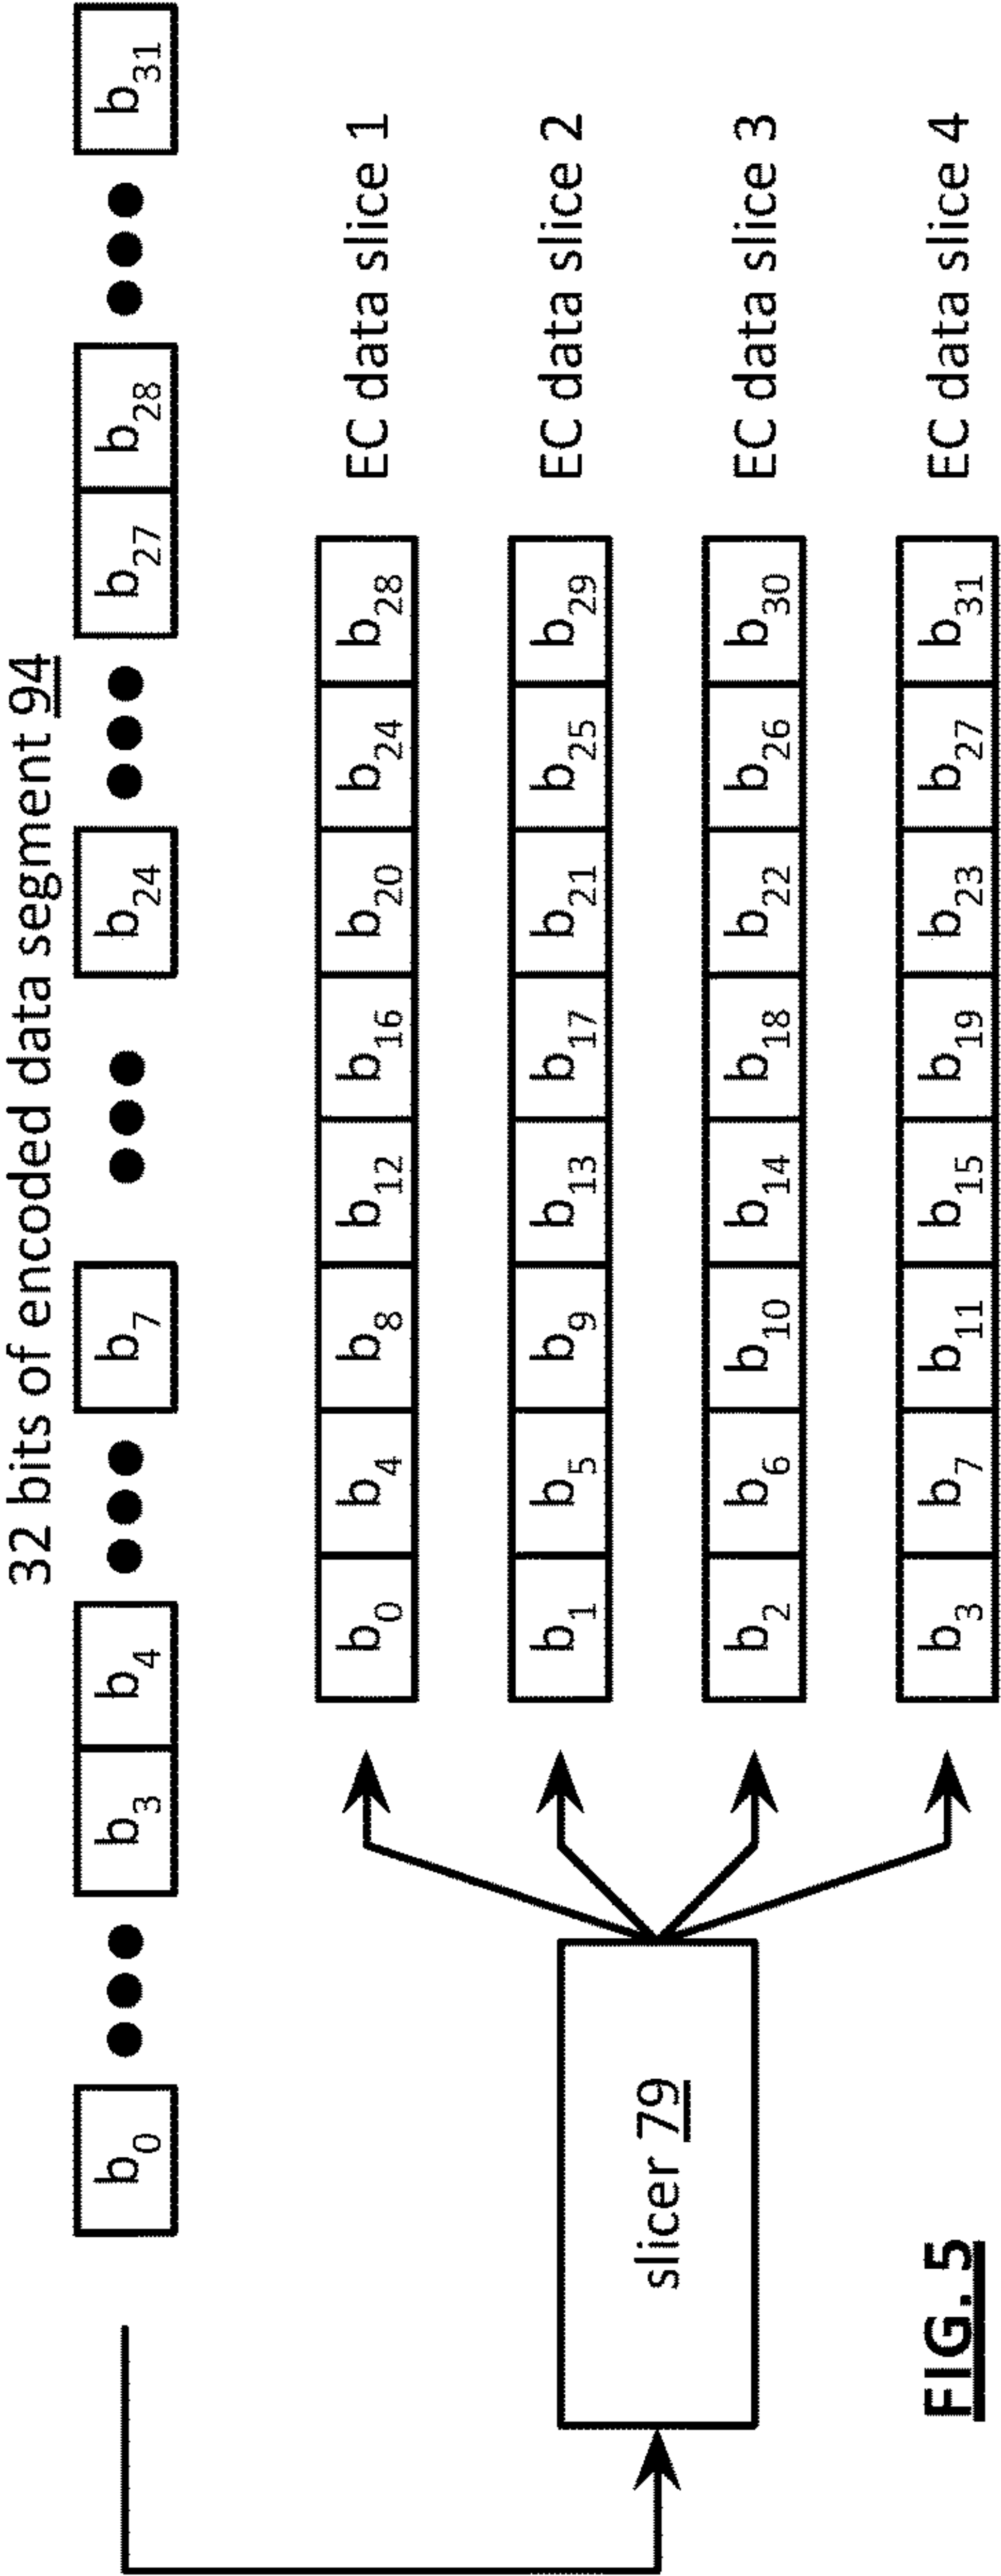 32 bits of encoded data segment 94
b0 ●●● b3 b4 ●●● b7 ●●● b24 ●●● b27 b28 ●●● b31
b0 b4 b8 b12 b16 b20 b24 b28 EC data slice 1
b1 b5 b9 b13 b17 b21 b25 b29 EC data slice 2
slicer 79
b2 b6 b10 b14 b18 b22 b26 b30 EC data slice 3
b3 b7 b11 b15 b19 b23 b27 b31 EC data slice 4
FIG. 5